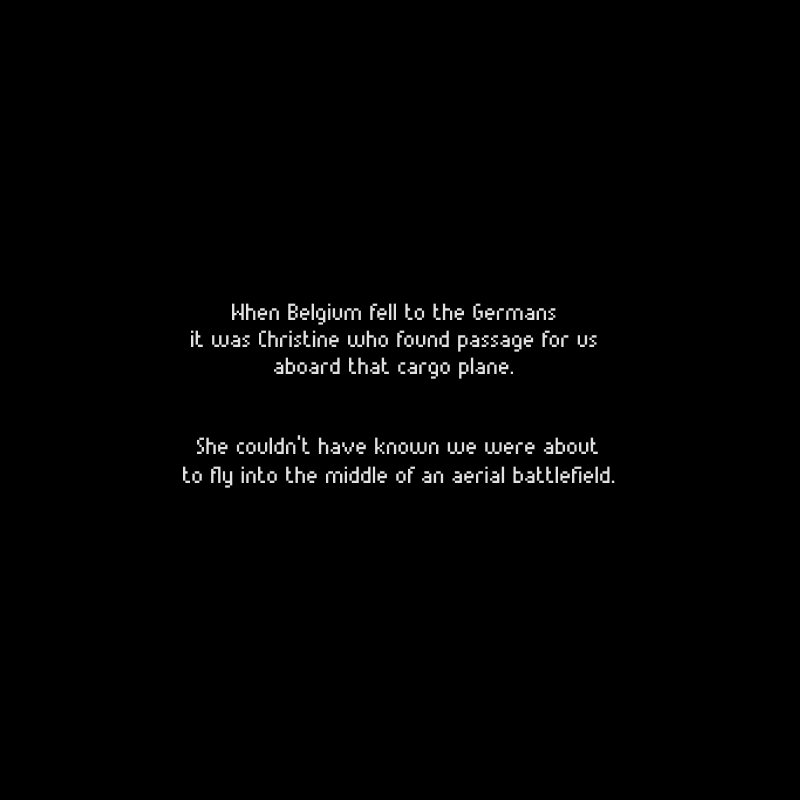 When Belgium fell to the Germans
it was Christine who found passage for us
aboard that cargo plane.
She couldn't have known we were about
to fly into the middle of an aerial battlefield.